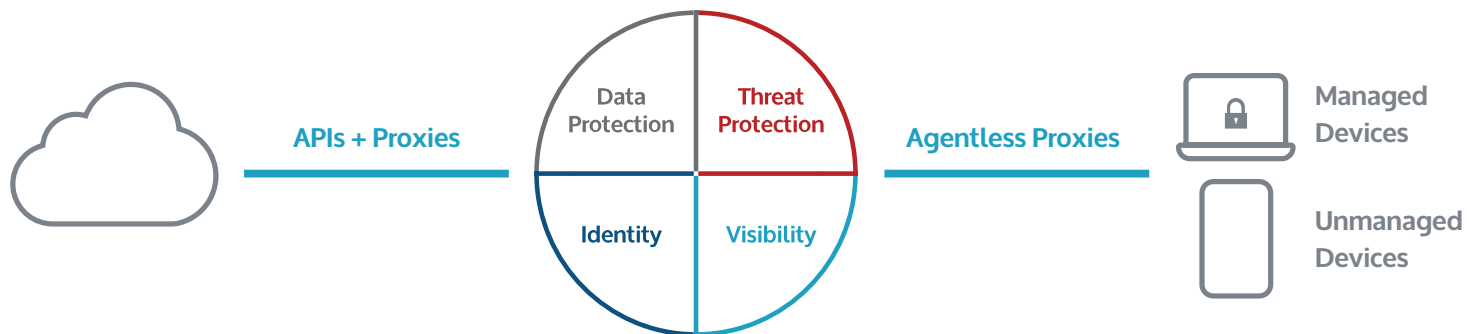 APIs + Proxies
Data
Protection
Threat
Protection
Identity
Visibility
Agentless Proxies
Managed
Devices
Unmanaged
Devices